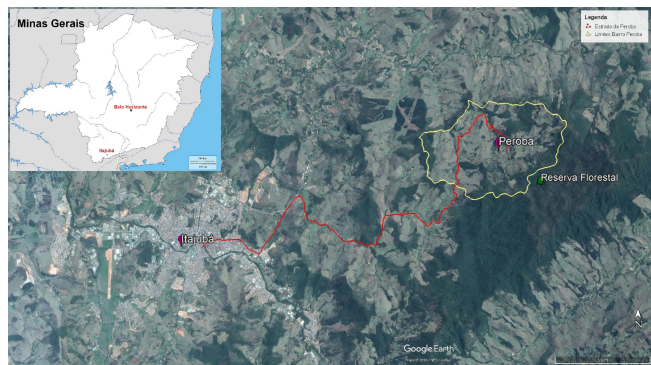 Minas Gerais
Belo Horizonte
Itajubá
Legenda
Estrada da Peroba
Limites Bairro Peroba
Peroba
Reserva Florestal
Itajubá
Google Earth
N